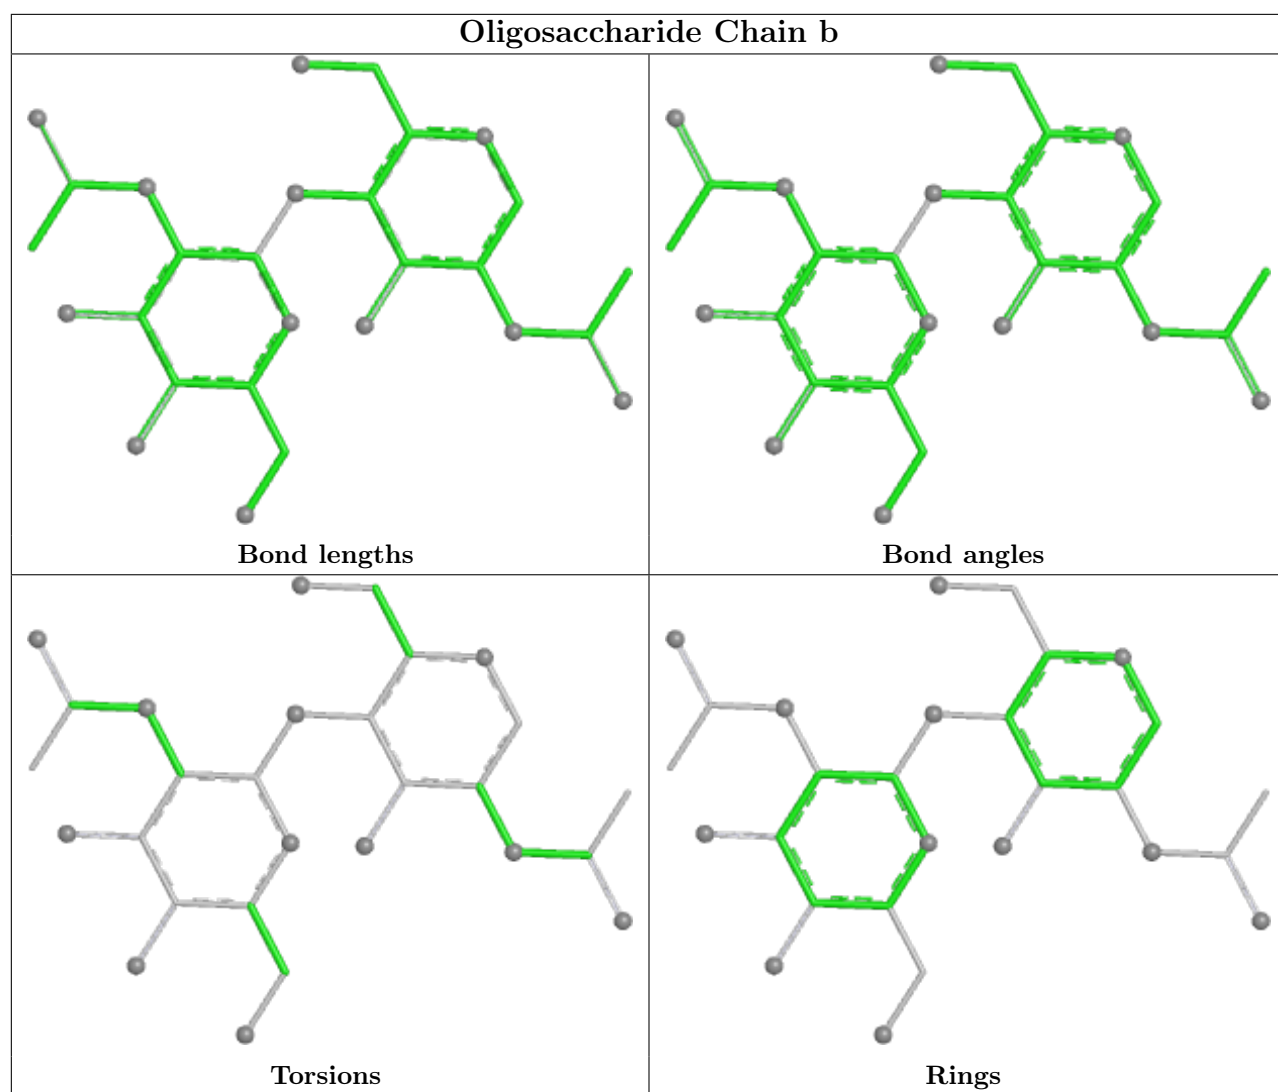 Oligosaccharide Chain b
Bond lengths
Bond angles
Torsions
Rings